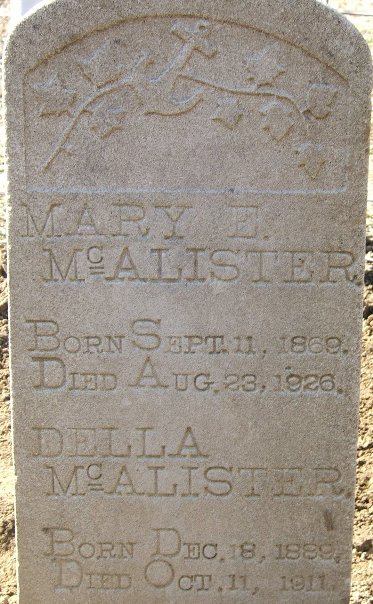 MARY E.
McALISTER.
BORN SEPT. 11, 1869.
DIED AUG. 23, 1926.
DELLA
McALISTER.
BORN DEC. 18, 1889.
DIED OCT. 11, 1911.